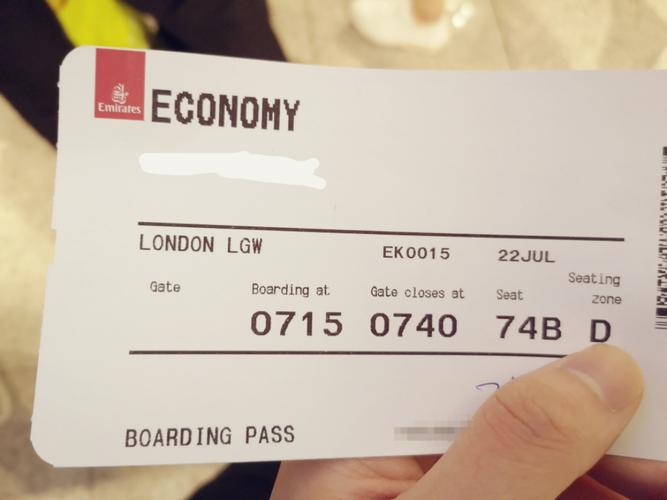 Emirates
ECONOMY
LONDON LGW EK0015 22JUL
Gate Boarding at Gate closes at Seat Seating zone
0715 0740 74B D
BOARDING PASS